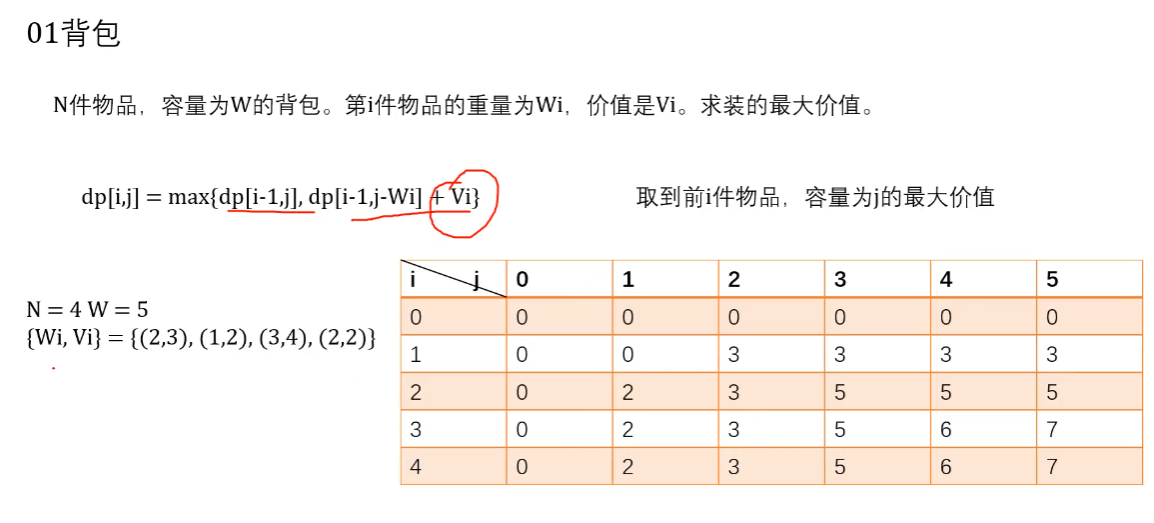 01背包
N件物品，容量为W的背包。第i件物品的重量为Wi，价值是Vi。求装的最大价值。
dp[i,j] = max{dp[i-1,j], dp[i-1,j-Wi] + Vi}
取到前i件物品，容量为j的最大价值
N = 4 W = 5
{Wi, Vi} = {(2,3), (1,2), (3,4), (2,2)}
i j 0 1 2 3 4 5
0 0 0 0 0 0 0
1 0 0 3 3 3 3
2 0 2 3 5 5 5
3 0 2 3 5 6 7
4 0 2 3 5 6 7